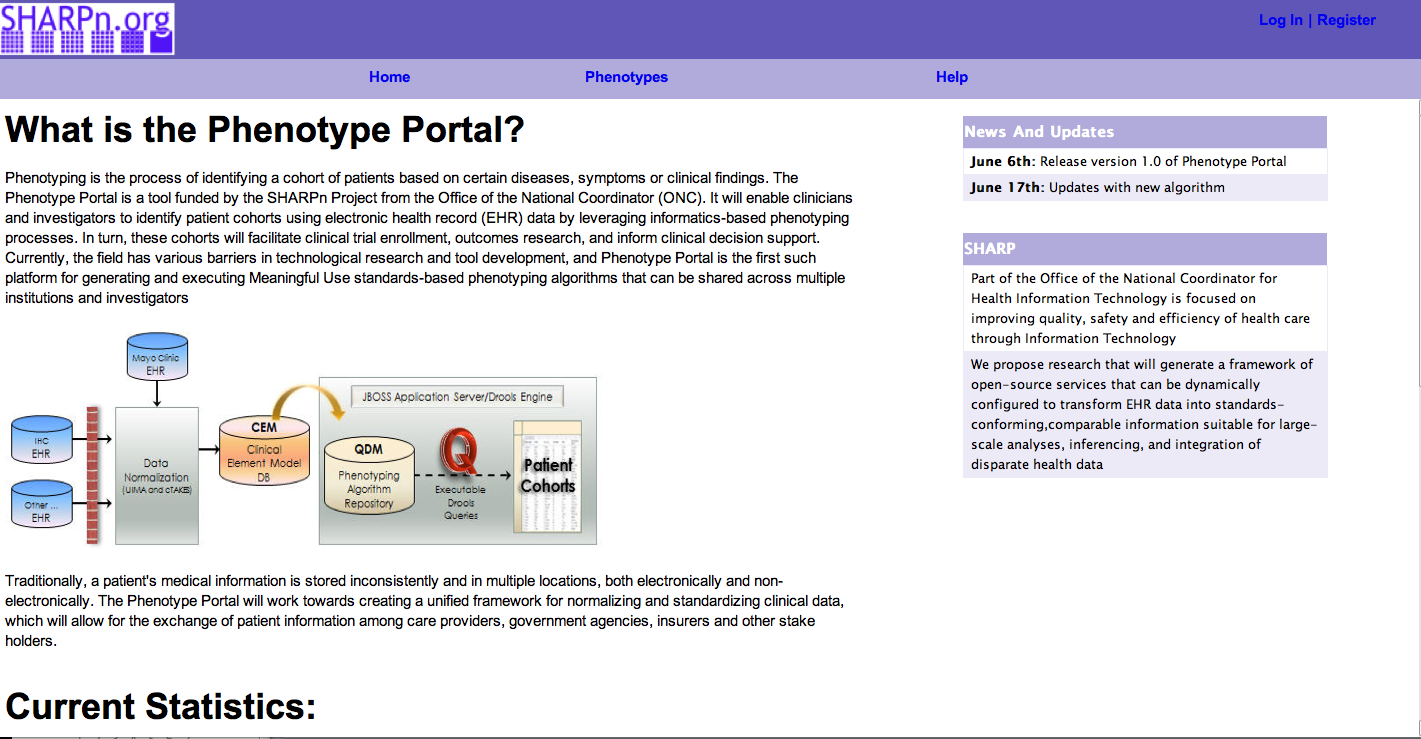 SHARPn.org
Log In | Register
Home
Phenotypes
Help
What is the Phenotype Portal?
Phenotyping is the process of identifying a cohort of patients based on certain diseases, symptoms or clinical findings. The
Phenotype Portal is a tool funded by the SHARPn Project from the Office of the National Coordinator (ONC). It will enable clinicians
and investigators to identify patient cohorts using electronic health record (EHR) data by leveraging informatics-based phenotyping
processes. In turn, these cohorts will facilitate clinical trial enrollment, outcomes research, and inform clinical decision support.
Currently, the field has various barriers in technological research and tool development, and Phenotype Portal is the first such
platform for generating and executing Meaningful Use standards-based phenotyping algorithms that can be shared across multiple
institutions and investigators
Mayo Clinic
EHR
IHC
EHR
Other ...
EHR
Data
Normalization
(UIMA and cTAKES)
CEM
Clinical
Element Model
DB
JBOSS Application Server/Drools Engine
QDM
Phenotyping
Algorithm
Repository
Q
Executable
Drools
Queries
Patient
Cohorts
Traditionally, a patient's medical information is stored inconsistently and in multiple locations, both electronically and non-
electronically. The Phenotype Portal will work towards creating a unified framework for normalizing and standardizing clinical data,
which will allow for the exchange of patient information among care providers, government agencies, insurers and other stake
holders.
Current Statistics:
News And Updates
June 6th: Release version 1.0 of Phenotype Portal
June 17th: Updates with new algorithm
SHARP
Part of the Office of the National Coordinator for
Health Information Technology is focused on
improving quality, safety and efficiency of health care
through Information Technology
We propose research that will generate a framework of
open-source services that can be dynamically
configured to transform EHR data into standards-
conforming,comparable information suitable for large-
scale analyses, inferencing, and integration of
disparate health data